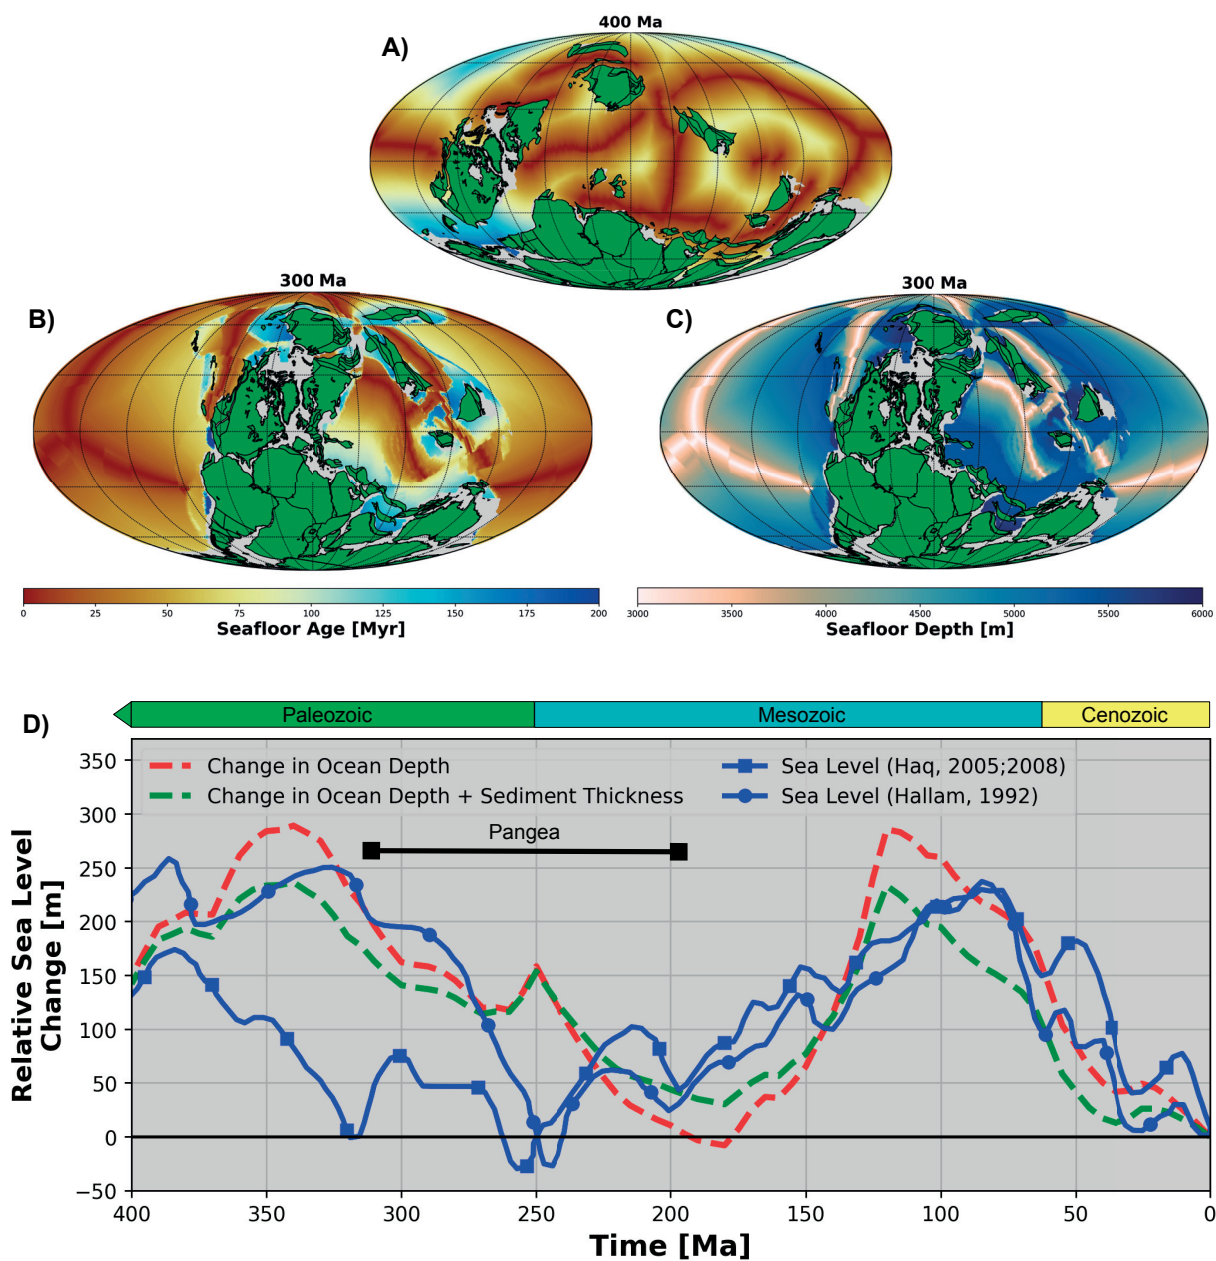 400 Ma
A)
300 Ma
300 Ma
B)
C)
0 25 50 75 100 125 150 175 200
Seafloor Age [Myr]
3000 3500 4000 4500 5000 5500 6000
Seafloor Depth [m]
D)
Paleozoic Mesozoic Cenozoic
Change in Ocean Depth
Change in Ocean Depth + Sediment Thickness
Sea Level (Haq, 2005;2008)
Sea Level (Hallam, 1992)
Pangea
Relative Sea Level
Change [m]
350
300
250
200
150
100
50
0
−50
400 350 300 250 200 150 100 50 0
Time [Ma]